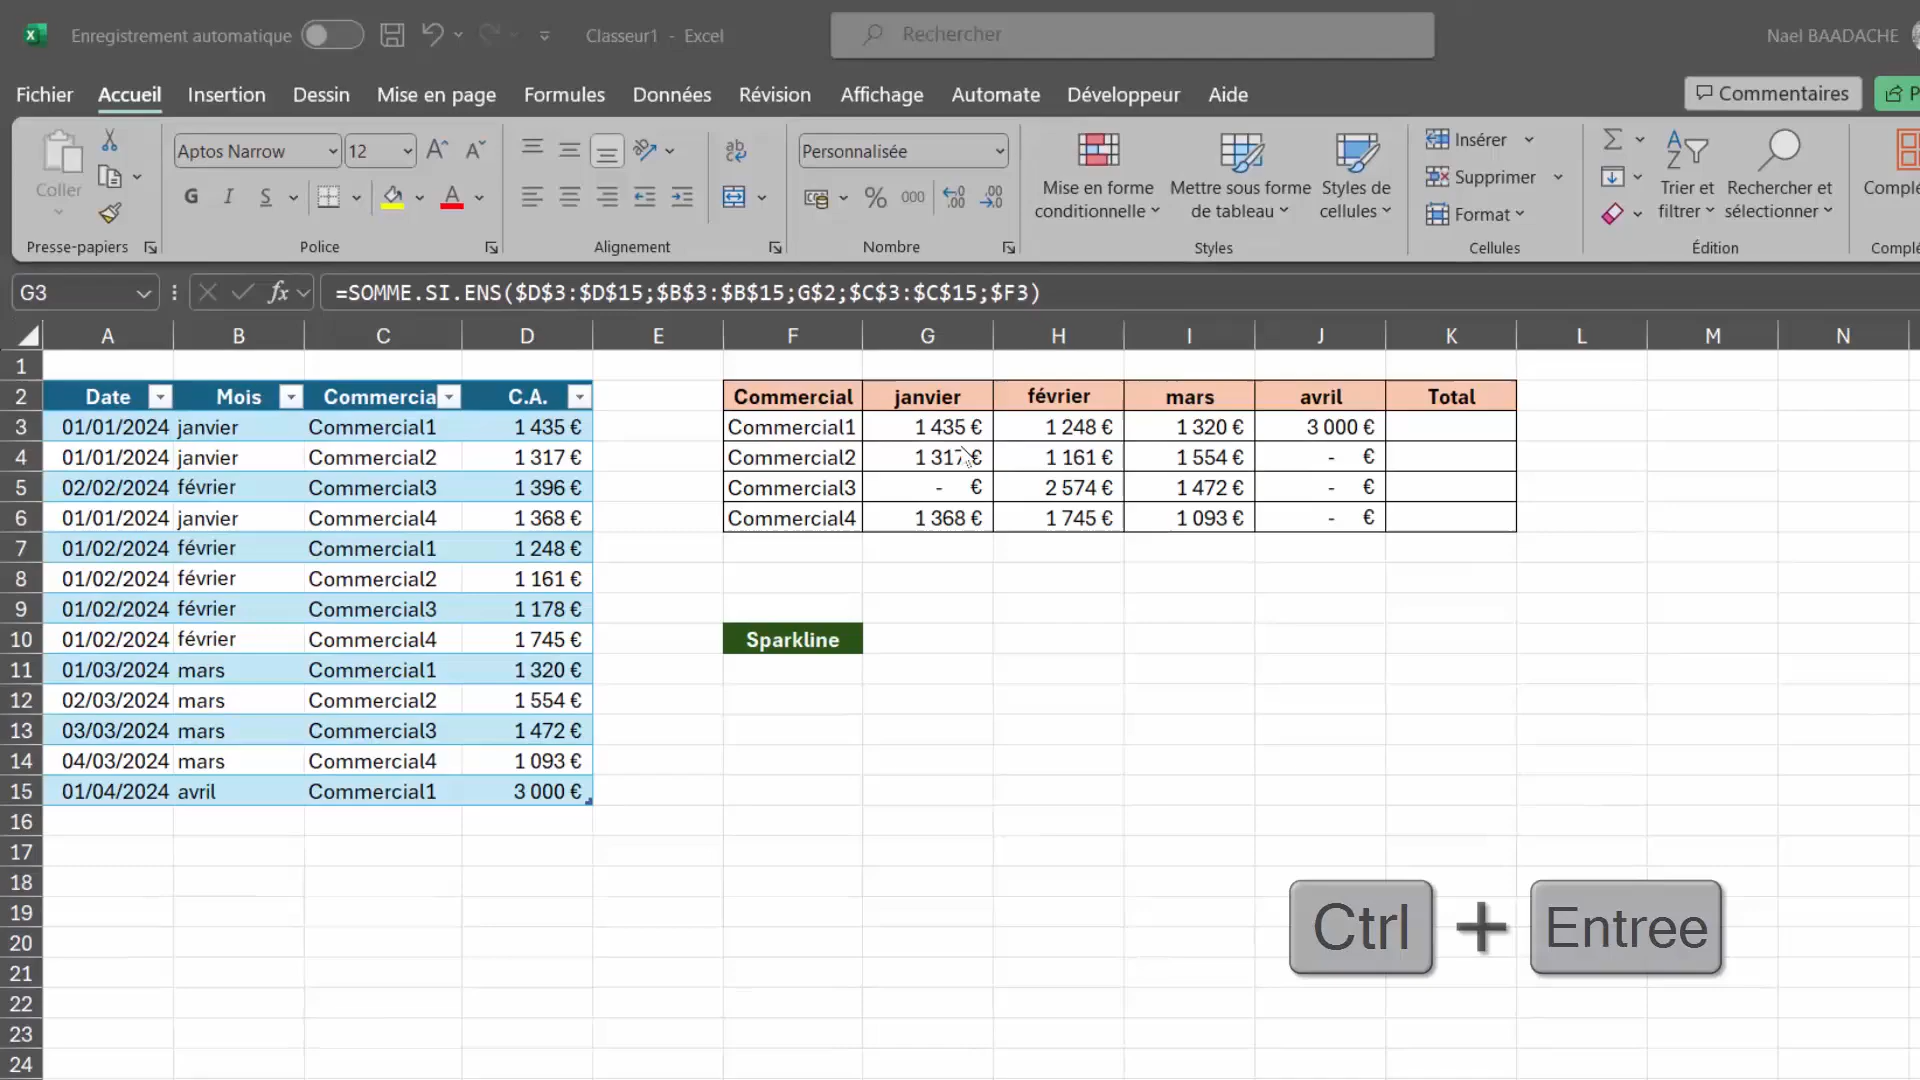 Enregistrement automatique
Classeur1 - Excel
Rechercher
Nael BAADACHE
Fichier Accueil Insertion Dessin Mise en page Formules Données Révision Affichage Automate Développeur Aide
Commentaires
Coller
Presse-papiers
Aptos Narrow 12
G I S
Police
Alignement
Personnalisée
% 000
Nombre
Mise en forme conditionnelle
Mettre sous forme de tableau
Styles de cellules
Styles
Insérer
Supprimer
Format
Cellules
Trier et filtrer
Rechercher et sélectionner
Édition
G3 fx =SOMME.SI.ENS($D$3:$D$15;$B$3:$B$15;G$2;$C$3:$C$15;$F3)
A B C D E F G H I J K L M N
1
2 Date Mois Commercia C.A. Commercial janvier février mars avril Total
3 01/01/2024 janvier Commercial1 1 435 € Commercial1 1 435 € 1 248 € 1 320 € 3 000 €
4 01/01/2024 janvier Commercial2 1 317 € Commercial2 1 317 € 1 161 € 1 554 € - €
5 02/02/2024 février Commercial3 1 396 € Commercial3 - € 2 574 € 1 472 € - €
6 01/01/2024 janvier Commercial4 1 368 € Commercial4 1 368 € 1 745 € 1 093 € - €
7 01/02/2024 février Commercial1 1 248 €
8 01/02/2024 février Commercial2 1 161 €
9 01/02/2024 février Commercial3 1 178 €
10 01/02/2024 février Commercial4 1 745 € Sparkline
11 01/03/2024 mars Commercial1 1 320 €
12 02/03/2024 mars Commercial2 1 554 €
13 03/03/2024 mars Commercial3 1 472 €
14 04/03/2024 mars Commercial4 1 093 €
15 01/04/2024 avril Commercial1 3 000 €
16
17
18
19
20
21
22
23
24
Ctrl + Entree